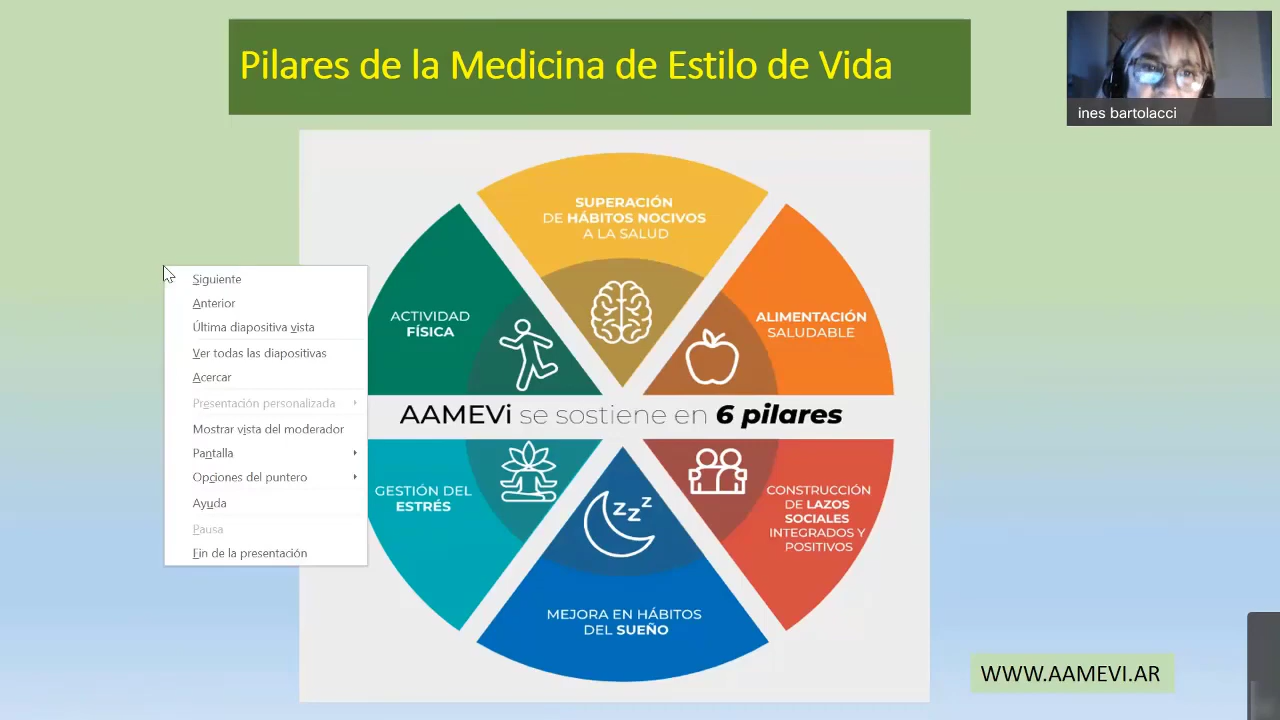 Pilares de la Medicina de Estilo de Vida
ines bartolacci
SUPERACIÓN
DE HÁBITOS NOCIVOS
A LA SALUD
ACTIVIDAD
FÍSICA
ALIMENTACIÓN
SALUDABLE
AAMEVi se sostiene en 6 pilares
GESTIÓN DEL
ESTRÉS
CONSTRUCCIÓN
DE LAZOS
SOCIALES
INTEGRADOS Y
POSITIVOS
z z z
MEJORA EN HÁBITOS
DEL SUEÑO
Siguiente
Anterior
Última diapositiva vista
Ver todas las diapositivas
Acercar
Presentación personalizada
Mostrar vista del moderador
Pantalla
Opciones del puntero
Ayuda
Pausa
Fin de la presentación
WWW.AAMEVI.AR